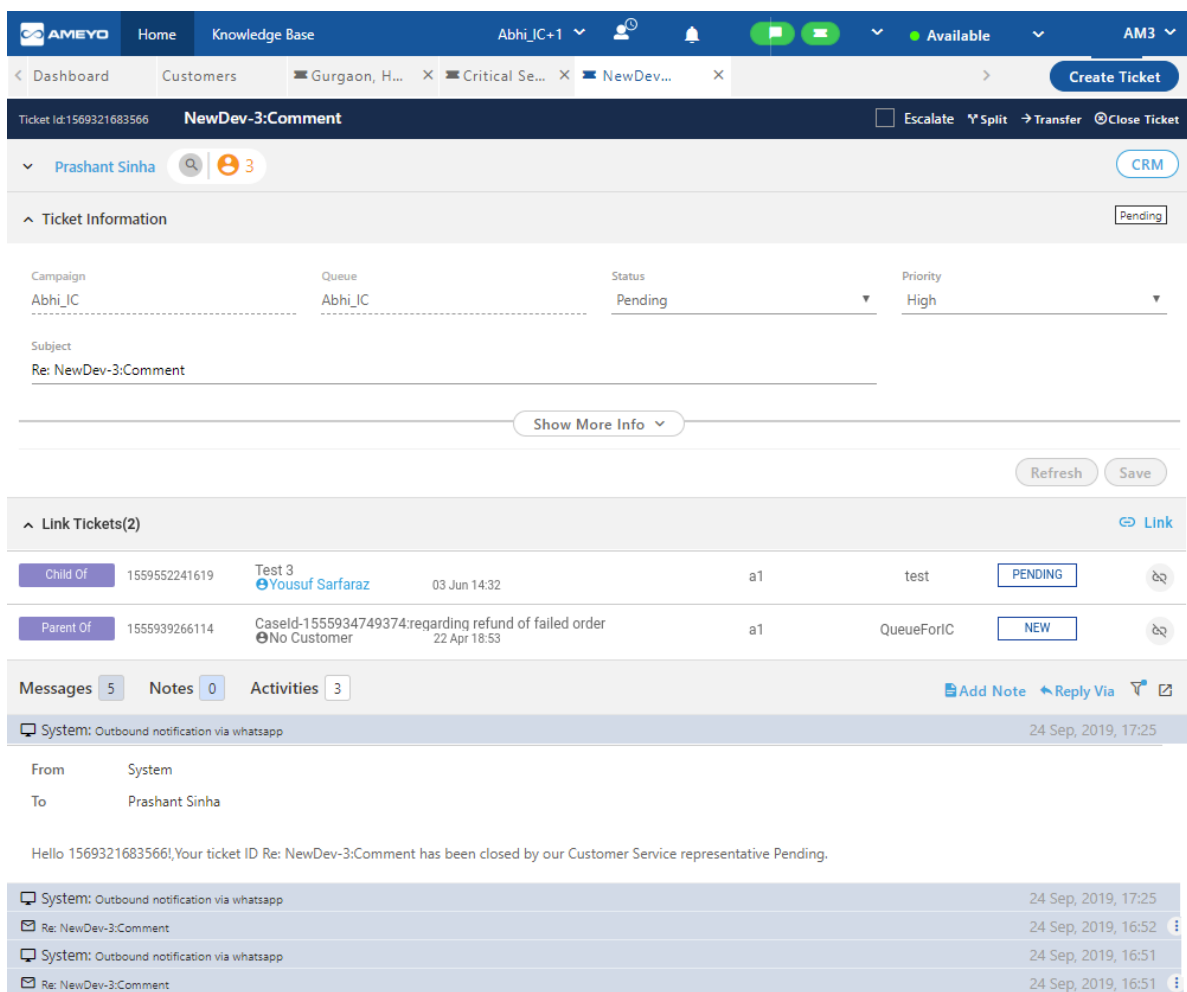 AMEYO Home Knowledge Base Abhi_IC+1 Available AM3
Dashboard Customers Gurgaon, H... Critical Se... NewDev... Create Ticket
Ticket Id:1569321683566 NewDev-3:Comment Escalate Split Transfer Close Ticket
Prashant Sinha 3 CRM
Ticket Information Pending
Campaign Queue Status Priority
Abhi_IC Abhi_IC Pending High
Subject
Re: NewDev-3:Comment
Show More Info
Refresh Save
Link Tickets(2) Link
Child Of 1559552241619 Test 3 a1 test PENDING
Yousuf Sarfaraz 03 Jun 14:32
Parent Of 1555939266114 CaseId-1555934749374:regarding refund of failed order a1 QueueForIC NEW
No Customer 22 Apr 18:53
Messages 5 Notes 0 Activities 3 Add Note Reply Via
System: Outbound notification via whatsapp 24 Sep, 2019, 17:25
From System
To Prashant Sinha
Hello 1569321683566!,Your ticket ID Re: NewDev-3:Comment has been closed by our Customer Service representative Pending.
System: Outbound notification via whatsapp 24 Sep, 2019, 17:25
Re: NewDev-3:Comment 24 Sep, 2019, 16:52
System: Outbound notification via whatsapp 24 Sep, 2019, 16:51
Re: NewDev-3:Comment 24 Sep, 2019, 16:51